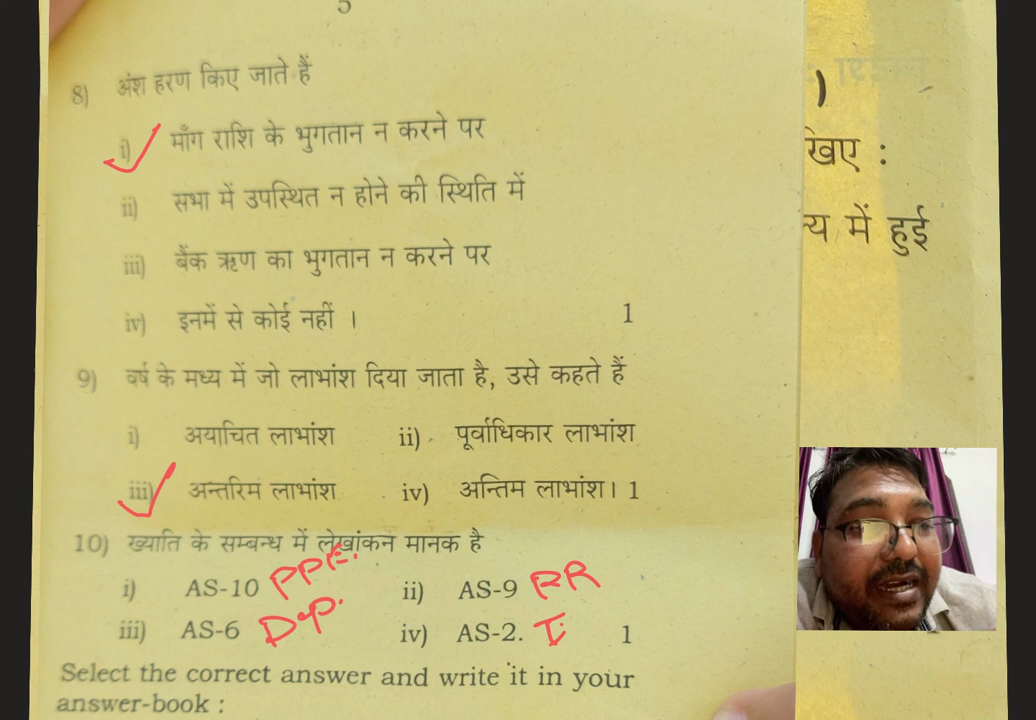 5
8) अंश हरण किए जाते हैं
i) माँग राशि के भुगतान न करने पर
ii) सभा में उपस्थित न होने की स्थिति में
iii) बैंक ऋण का भुगतान न करने पर
iv) इनमें से कोई नहीं । 1
9) वर्ष के मध्य में जो लाभांश दिया जाता है, उसे कहते हैं
i) अयाचित लाभांश ii) पूर्वाधिकार लाभांश
iii) अन्तरिम लाभांश iv) अन्तिम लाभांश। 1
10) ख्याति के सम्बन्ध में लेखांकन मानक है
i) AS-10 PPE. ii) AS-9 RR
iii) AS-6 Dep. iv) AS-2. I 1
Select the correct answer and write it in your
answer-book :
)
खिए :
य में हुई